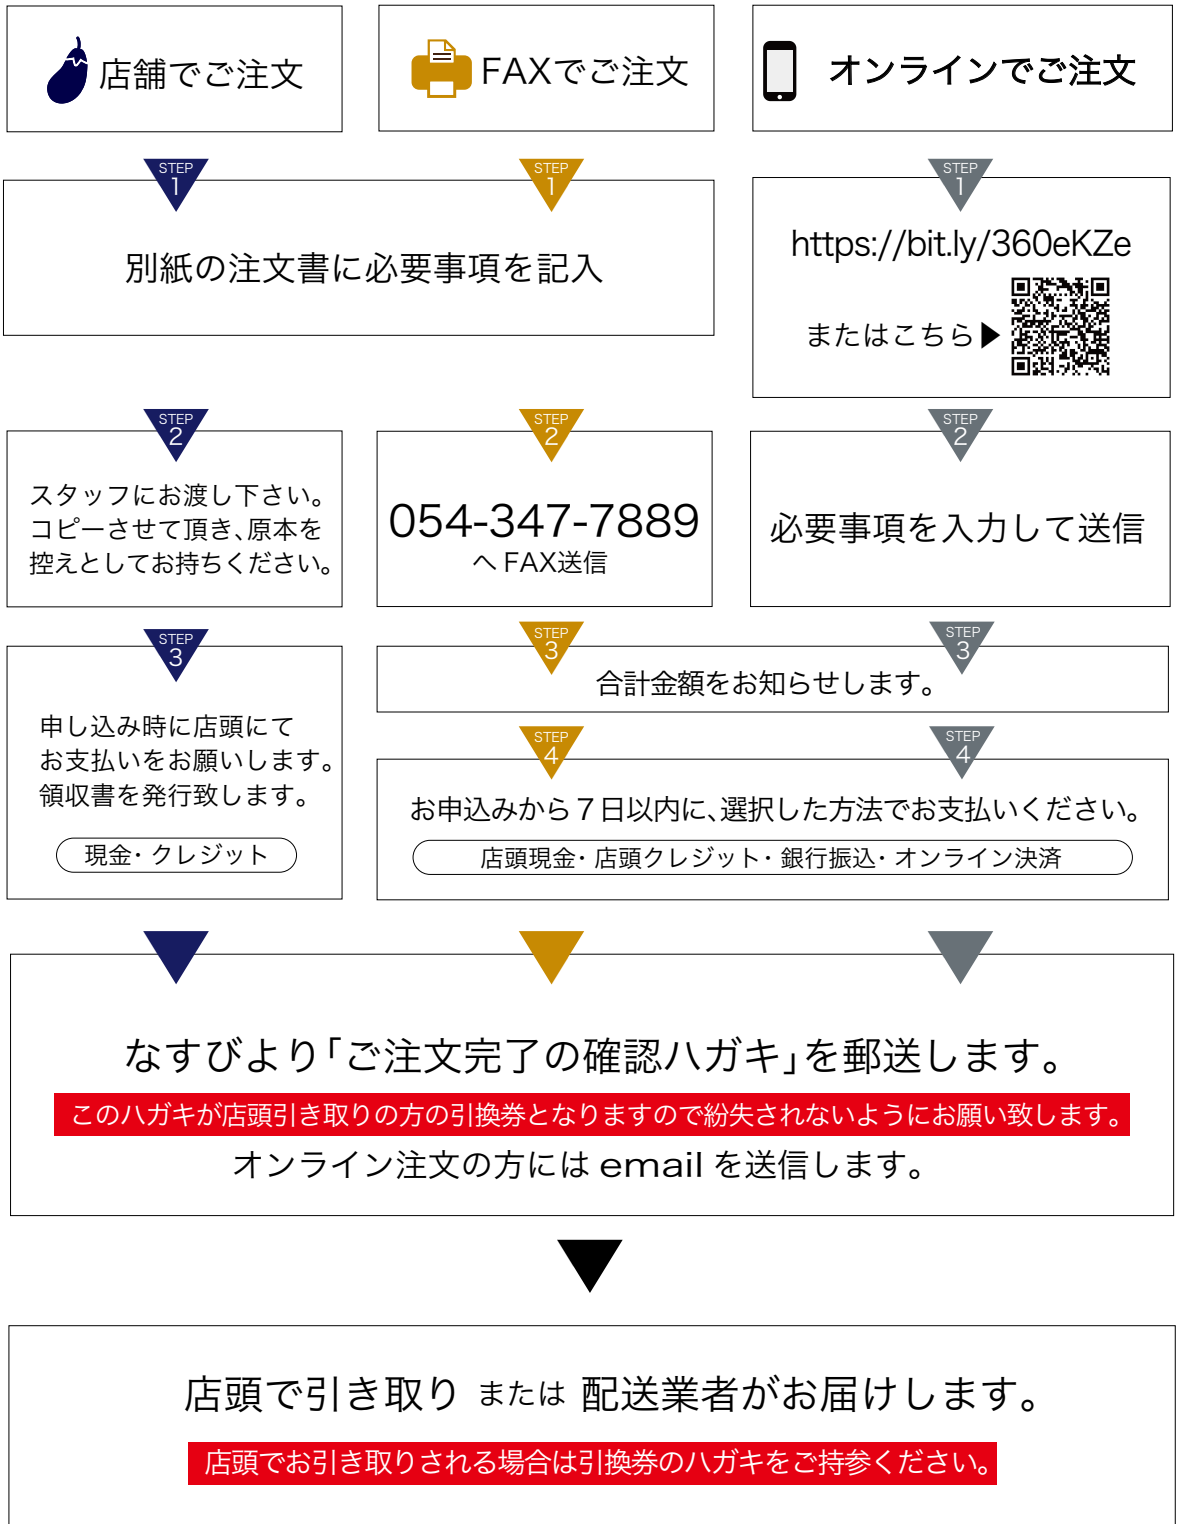 店舗でご注文
FAXでご注文
オンラインでご注文
STEP
1
STEP
1
STEP
1
別紙の注文書に必要事項を記入
https://bit.ly/360eKZe
またはこちら▶
STEP
2
STEP
2
STEP
2
スタッフにお渡し下さい。
コピーさせて頂き、原本を
控えとしてお持ちください。
054-347-7889
へ FAX送信
必要事項を入力して送信
STEP
3
STEP
3
STEP
3
申し込み時に店頭にて
お支払いをお願いします。
領収書を発行致します。
現金・クレジット
合計金額をお知らせします。
STEP
4
STEP
4
お申込みから7日以内に、選択した方法でお支払いください。
店頭現金・店頭クレジット・銀行振込・オンライン決済
なすびより「ご注文完了の確認ハガキ」を郵送します。
このハガキが店頭引き取りの方の引換券となりますので紛失されないようにお願い致します。
オンライン注文の方には email を送信します。
店頭で引き取り または 配送業者がお届けします。
店頭でお引き取りされる場合は引換券のハガキをご持参ください。